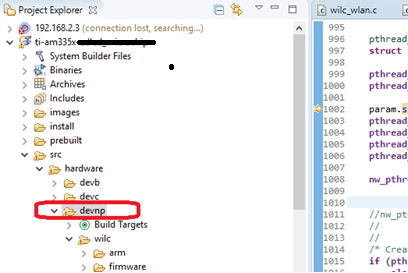 Project Explorer
192.168.2.3 (connection lost, searching...)
ti-am335x
System Builder Files
Binaries
Archives
Includes
images
install
prebuilt
src
hardware
devb
devc
devnp
Build Targets
wilc
arm
firmware
wilc_wlan.c
995
996 pthread_
997 struct
998
999 pthread_
1000 pthread_
1001
1002 param.s
1003 pthread_
1004 pthread_
1005 pthread_
1006 pthread_
1007
1008 nw_pthr
1009
1010
1011 //nw_pt
1012 //
1013 //
1014 /* Crea
1015 if (pth
1016